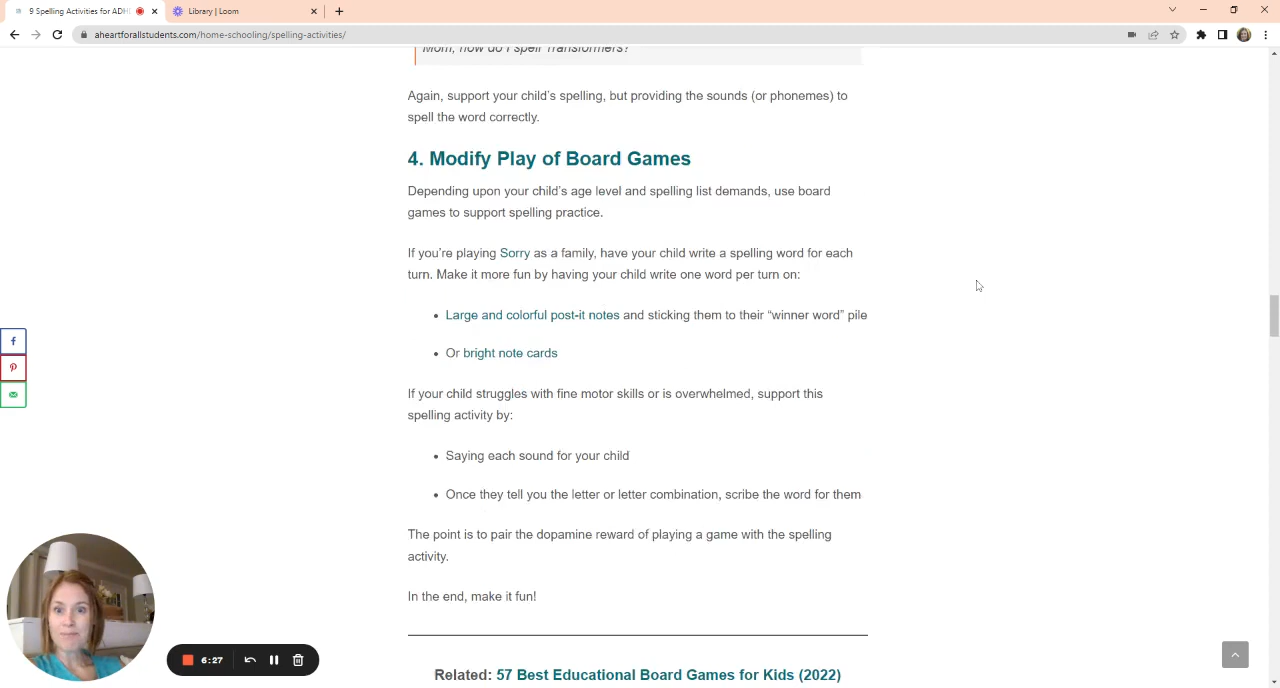 9 Spelling Activities for ADH
Library | Loom
aheartforallstudents.com/home-schooling/spelling-activities/
Mom, how do I spell Transformers?
Again, support your child's spelling, but providing the sounds (or phonemes) to
spell the word correctly.
4. Modify Play of Board Games
Depending upon your child's age level and spelling list demands, use board
games to support spelling practice.
If you're playing Sorry as a family, have your child write a spelling word for each
turn. Make it more fun by having your child write one word per turn on:
• Large and colorful post-it notes and sticking them to their “winner word” pile
• Or bright note cards
If your child struggles with fine motor skills or is overwhelmed, support this
spelling activity by:
• Saying each sound for your child
• Once they tell you the letter or letter combination, scribe the word for them
The point is to pair the dopamine reward of playing a game with the spelling
activity.
In the end, make it fun!
6:27
Related: 57 Best Educational Board Games for Kids (2022)